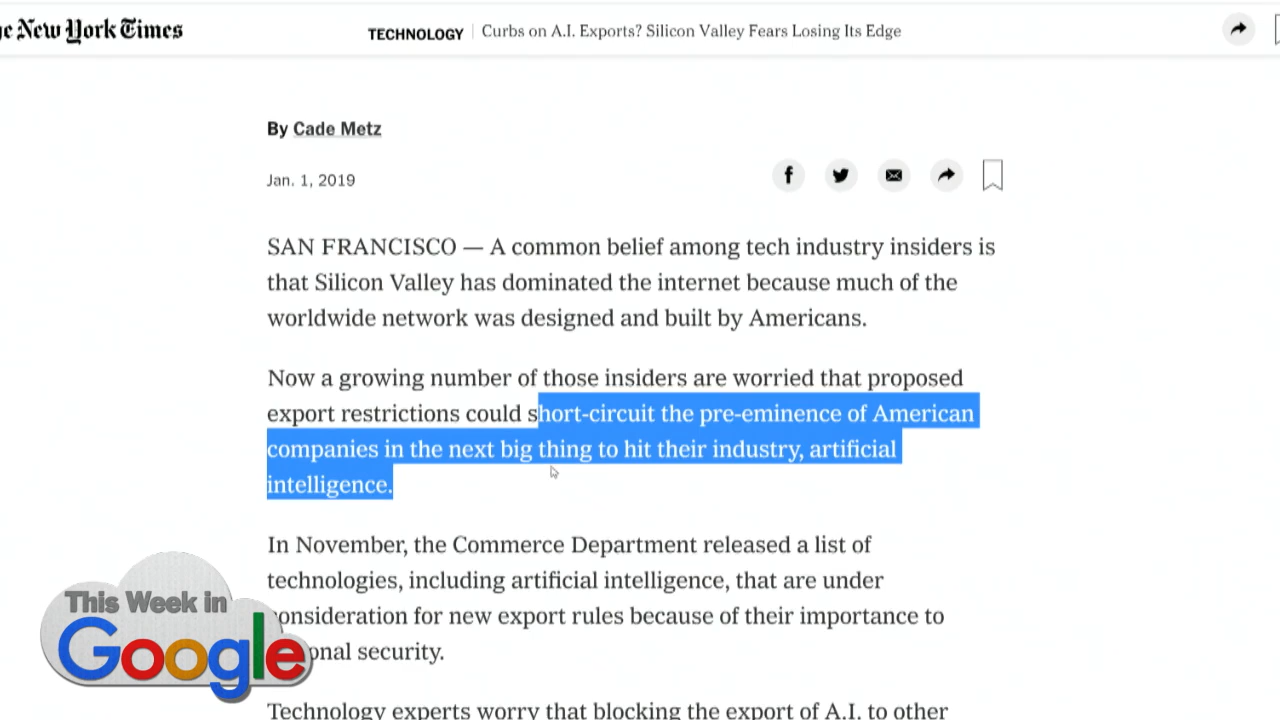 e New York Times
TECHNOLOGY Curbs on A.I. Exports? Silicon Valley Fears Losing Its Edge
By Cade Metz
Jan. 1, 2019
SAN FRANCISCO — A common belief among tech industry insiders is
that Silicon Valley has dominated the internet because much of the
worldwide network was designed and built by Americans.
Now a growing number of those insiders are worried that proposed
export restrictions could short-circuit the pre-eminence of American
companies in the next big thing to hit their industry, artificial
intelligence.
In November, the Commerce Department released a list of
technologies, including artificial intelligence, that are under
onsideration for new export rules because of their importance to
onal security.
Technology experts worry that blocking the export of A.I. to other
This Week in
Google